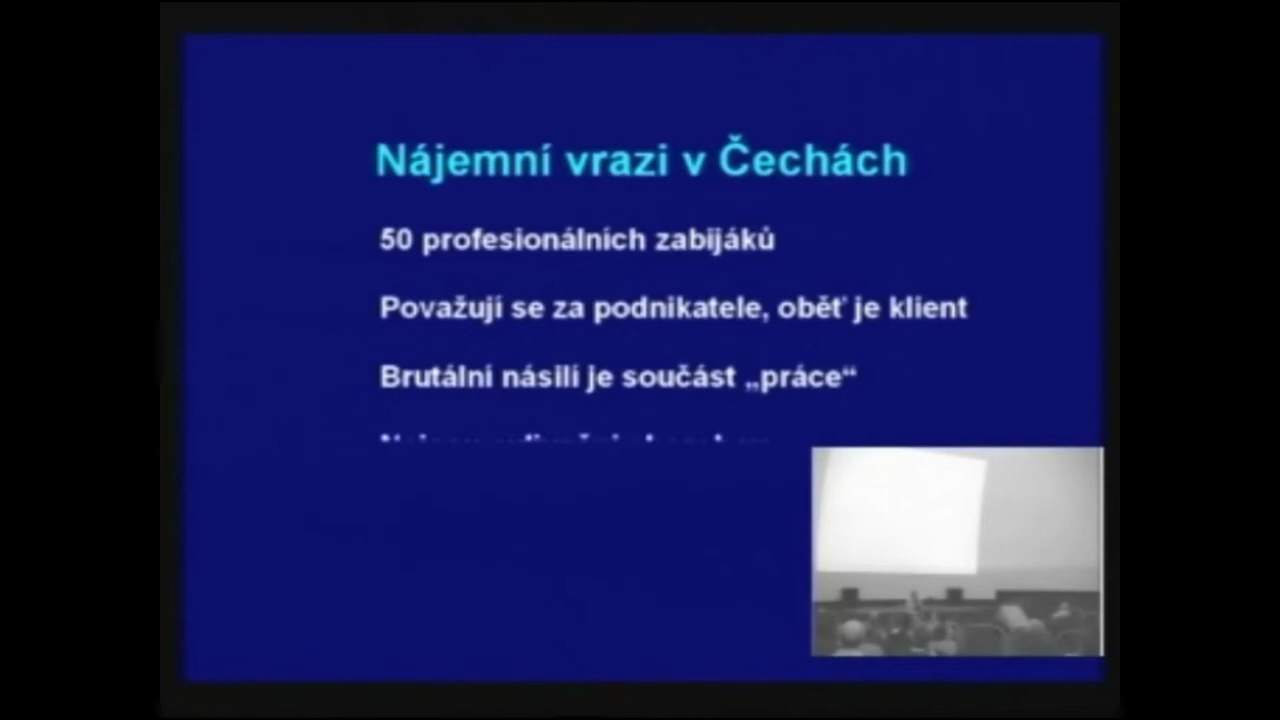 Nájemní vrazi v Čechách
50 profesionálních zabijáků
Považují se za podnikatele, oběť je klient
Brutální násilí je součást „práce“